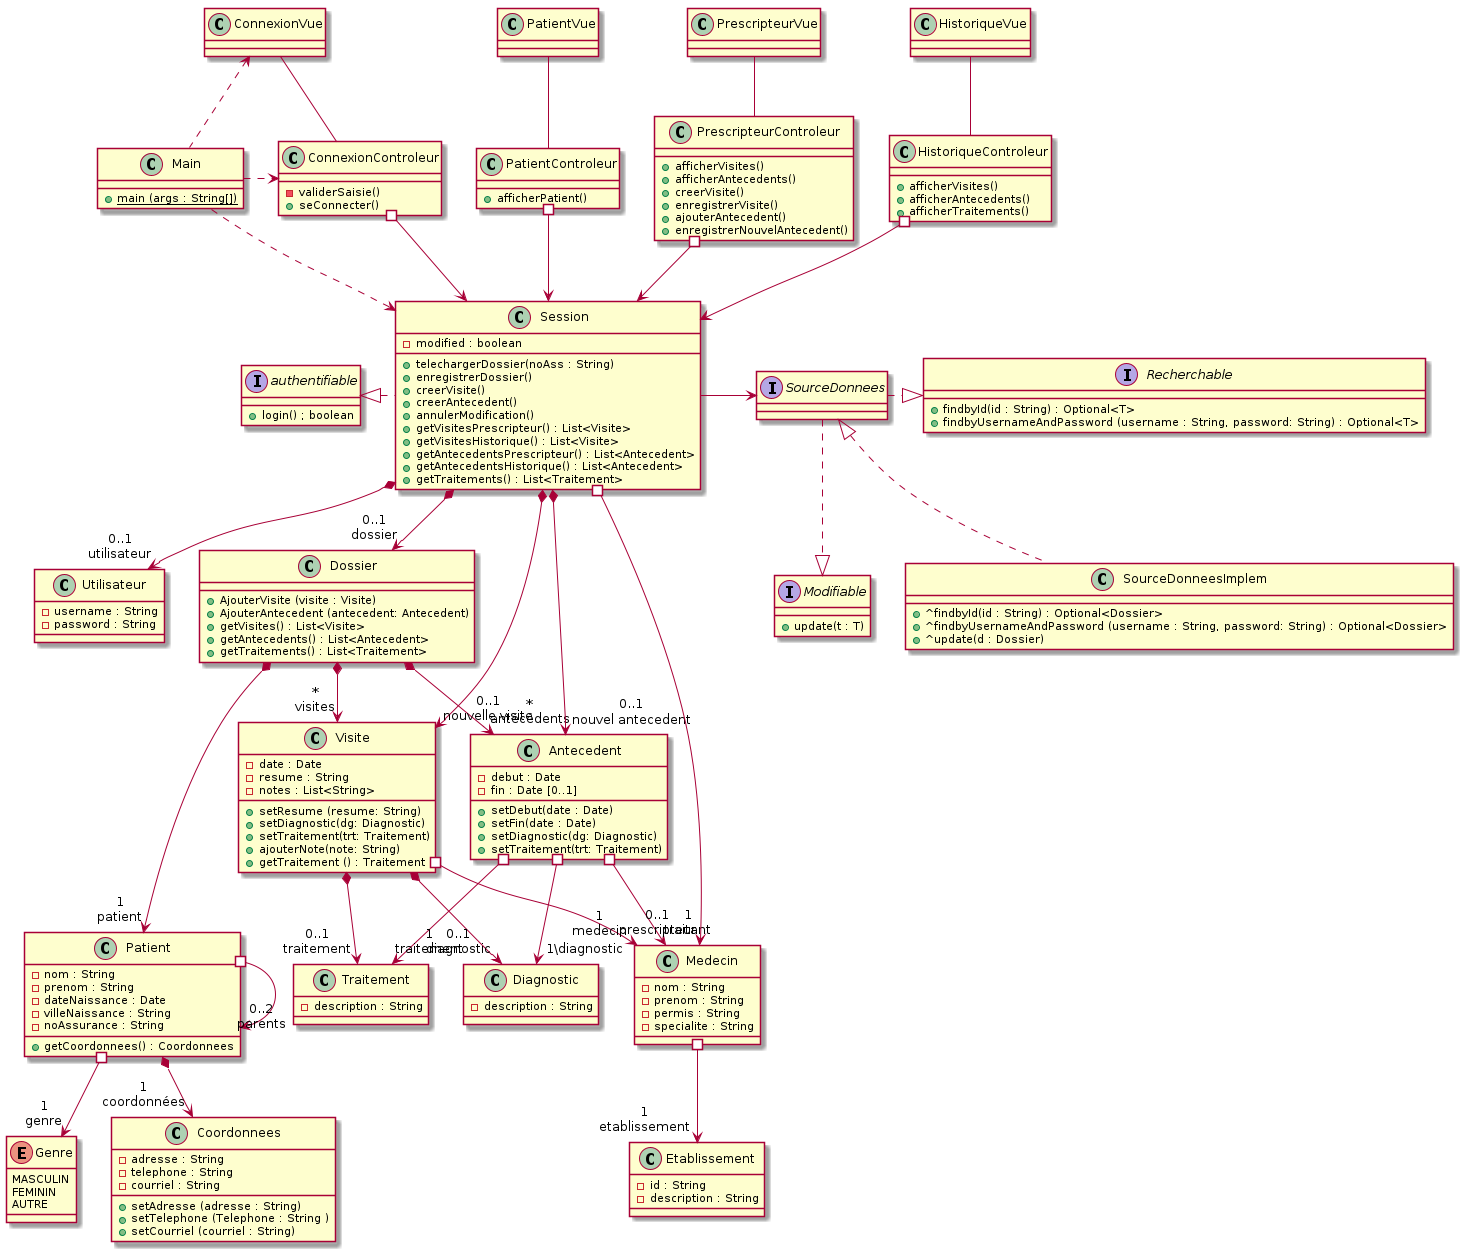 ConnexionVue
PatientVue
PrescripteurVue
HistoriqueVue
Main
main (args : String[])
ConnexionControleur
validerSaisie()
seConnecter()
PatientControleur
afficherPatient()
PrescripteurControleur
afficherVisites()
afficherAntecedents()
creerVisite()
enregistrerVisite()
ajouterAntecedent()
enregistrerNouvelAntecedent()
HistoriqueControleur
afficherVisites()
afficherAntecedents()
afficherTraitements()
Session
modified : boolean
telechargerDossier(noAss : String)
enregistrerDossier()
creerVisite()
creerAntecedent()
annulerModification()
getVisitesPrescripteur() : List<Visite>
getVisitesHistorique() : List<Visite>
getAntecedentsPrescripteur() : List<Antecedent>
getAntecedentsHistorique() : List<Antecedent>
getTraitements() : List<Traitement>
authentifiable
login() ; boolean
SourceDonnees
Recherchable
findbyId(id : String) : Optional<T>
findbyUsernameAndPassword (username : String, password: String) : Optional<T>
0..1
utilisateur
0..1
dossier
Utilisateur
username : String
password : String
Dossier
AjouterVisite (visite : Visite)
AjouterAntecedent (antecedent: Antecedent)
getVisites() : List<Visite>
getAntecedents() : List<Antecedent>
getTraitements() : List<Traitement>
Modifiable
update(t : T)
SourceDonneesImplem
^findbyId(id : String) : Optional<Dossier>
^findbyUsernameAndPassword (username : String, password: String) : Optional<Dossier>
^update(d : Dossier)
*
visites
0..1
nouvelle visite
*
antecedents
0..1
nouvel antecedent
Visite
date : Date
resume : String
notes : List<String>
setResume (resume: String)
setDiagnostic(dg: Diagnostic)
setTraitement(trt: Traitement)
ajouterNote(note: String)
getTraitement () : Traitement
Antecedent
debut : Date
fin : Date [0..1]
setDebut(date : Date)
setFin(date : Date)
setDiagnostic(dg: Diagnostic)
setTraitement(trt: Traitement)
1
patient
0..1
traitement
1
traitement
0..1
diagnostic
1\diagnostic
1
medecin
0..1
prescripteur
1
traitant
Patient
nom : String
prenom : String
dateNaissance : Date
villeNaissance : String
noAssurance : String
getCoordonnees() : Coordonnees
0..2
parents
Traitement
description : String
Diagnostic
description : String
Medecin
nom : String
prenom : String
permis : String
specialite : String
1
genre
1
coordonnées
1
etablissement
Genre
MASCULIN
FEMININ
AUTRE
Coordonnees
adresse : String
telephone : String
courriel : String
setAdresse (adresse : String)
setTelephone (Telephone : String )
setCourriel (courriel : String)
Etablissement
id : String
description : String